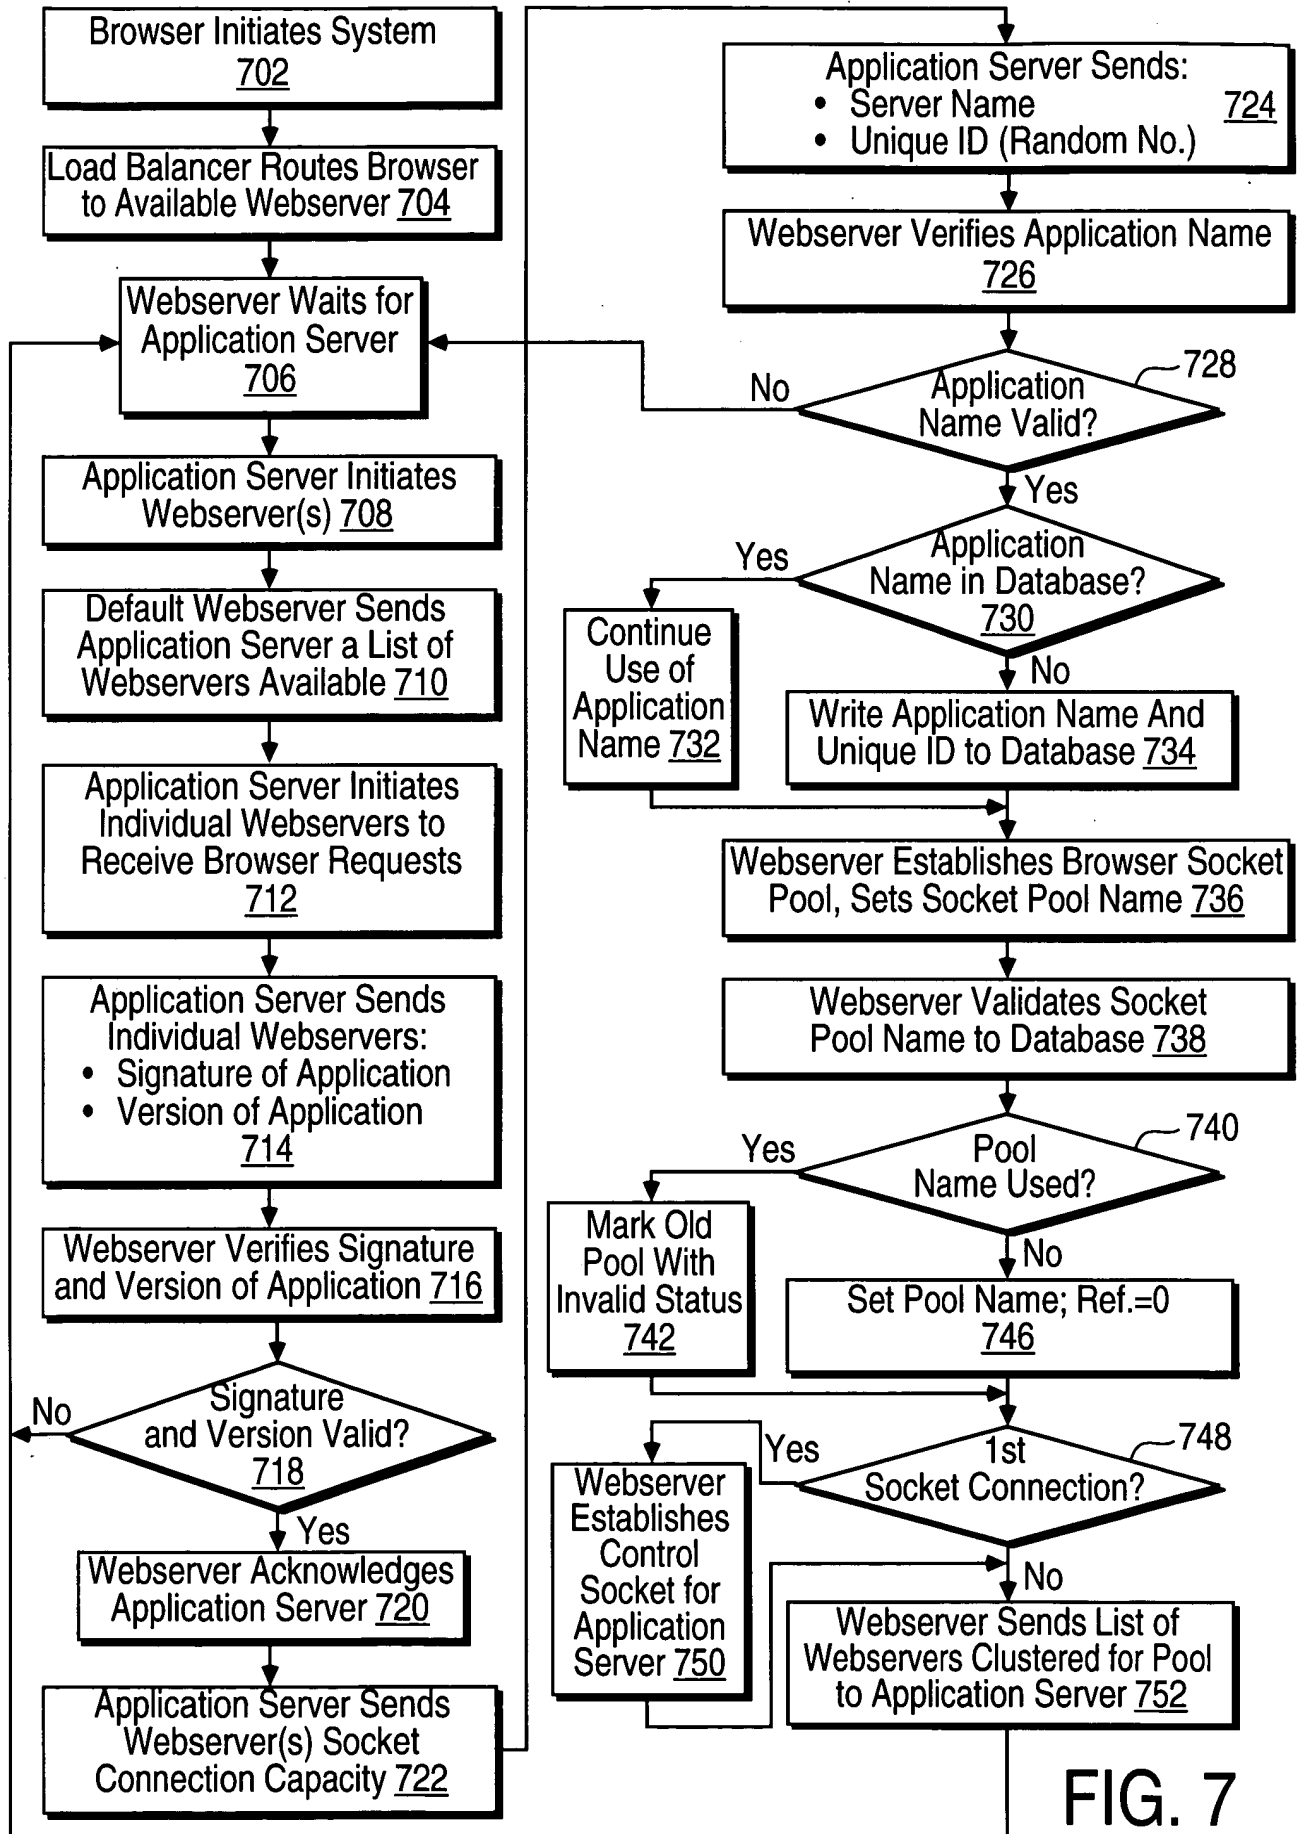 Browser Initiates System
702
Load Balancer Routes Browser
to Available Webserver 704
Webserver Waits for
Application Server
706
Application Server Initiates
Webserver(s) 708
Default Webserver Sends
Application Server a List of
Webservers Available 710
Application Server Initiates
Individual Webservers to
Receive Browser Requests
712
Application Server Sends
Individual Webservers:
• Signature of Application
• Version of Application
714
Webserver Verifies Signature
and Version of Application 716
Signature
and Version Valid?
718
No
Yes
Webserver Acknowledges
Application Server 720
Application Server Sends
Webserver(s) Socket
Connection Capacity 722
Application Server Sends:
• Server Name
• Unique ID (Random No.)
724
Webserver Verifies Application Name
726
Application
Name Valid?
728
No
Yes
Application
Name in Database?
730
Yes
No
Continue
Use of
Application
Name 732
Write Application Name And
Unique ID to Database 734
Webserver Establishes Browser Socket
Pool, Sets Socket Pool Name 736
Webserver Validates Socket
Pool Name to Database 738
Pool
Name Used?
740
Yes
No
Mark Old
Pool With
Invalid Status
742
Set Pool Name; Ref.=0
746
1st
Socket Connection?
748
Yes
No
Webserver
Establishes
Control
Socket for
Application
Server 750
Webserver Sends List of
Webservers Clustered for Pool
to Application Server 752
FIG. 7